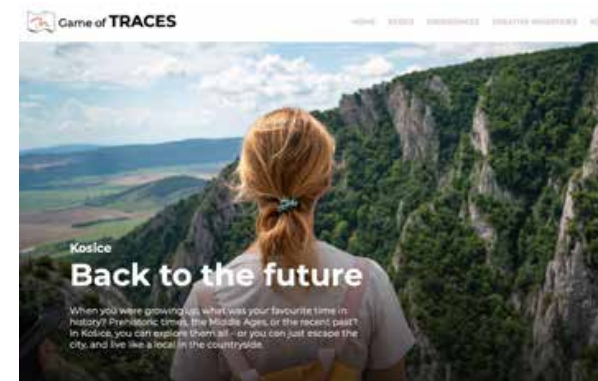 Game of TRACES
HOME
Kosice
Back to the future
When you were growing up, what was your favourite time in
history? Prehistoric times, the Middle Ages, or the recent past?
In Košice, you can explore them all – or you can just escape the
city, and live like a local in the countryside.